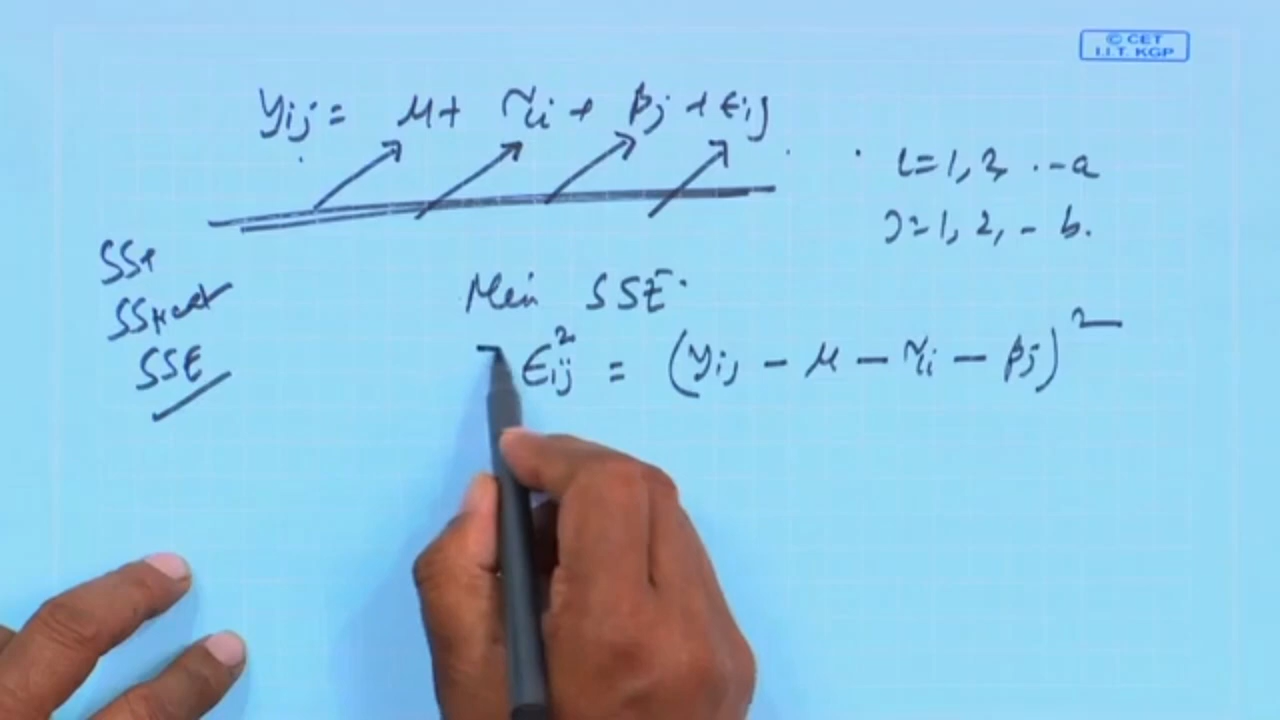 © CET
I.I.T. KGP
yij = μ + τi + βj + εij
i=1, 2, ..-a
j=1, 2, - b.
SST
SSTreat
SSE
Min SSE.
εij² = (yij - μ - τi - βj)²